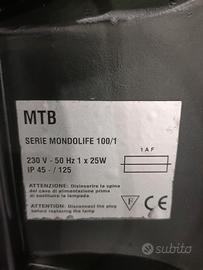 MTB
SERIE MONDOLIFE 100/1
230 V - 50 Hz 1 x 25W
1 A F
IP 45 - / 125
ATTENZIONE: Disinserire la spina
del cavo di alimentazione prima
di sostituire la lampada
ATTENTION: Disconnect the plug
before replacing the lamp
F
CE
subito